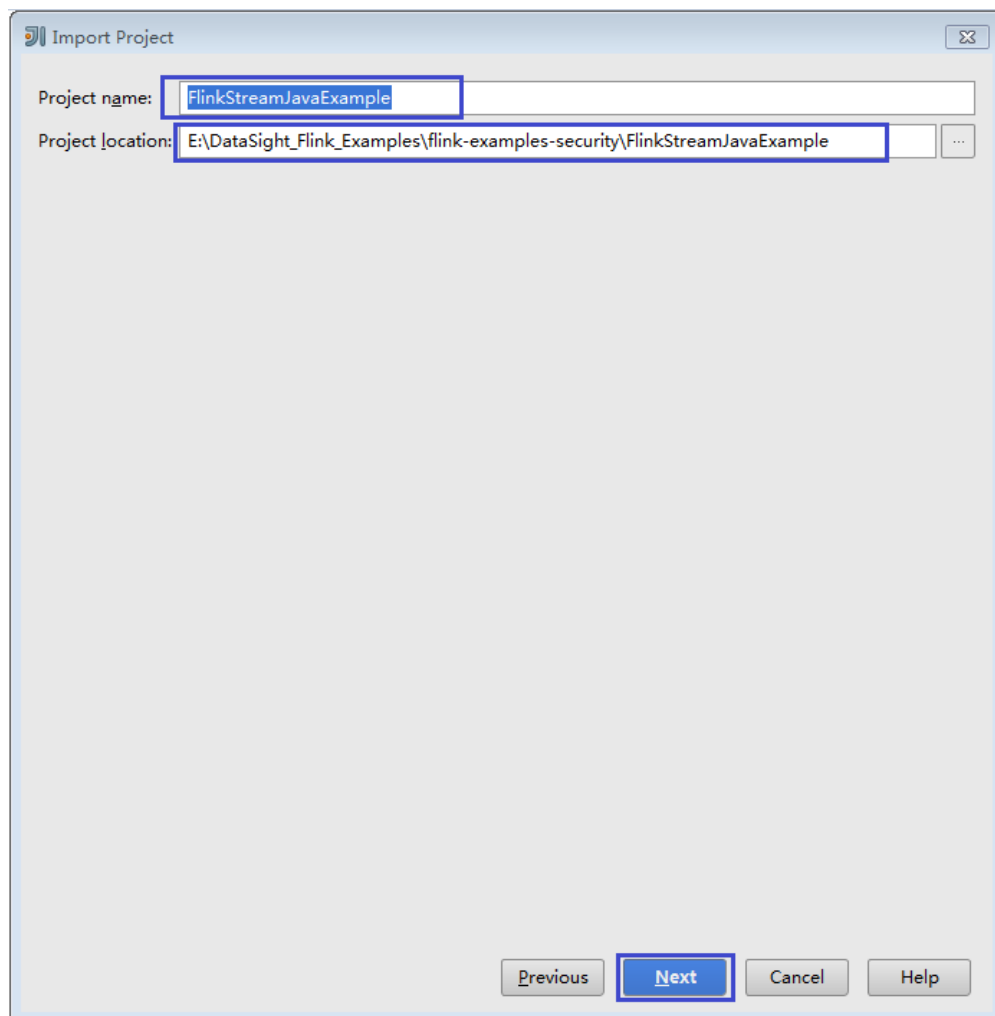 Import Project
Project name: FlinkStreamJavaExample
Project location: E:\DataSight_Flink_Examples\flink-examples-security\FlinkStreamJavaExample ...
Previous Next Cancel Help